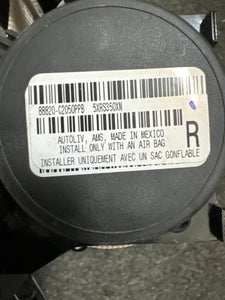 88820-C2050PPB 5XRS350XN
AUTOLIV, AMS, MADE IN MEXICO
INSTALL ONLY WITH AN AIR BAG
R
INSTALLER UNIQUEMENT AVEC UN SAC GONFLABLE